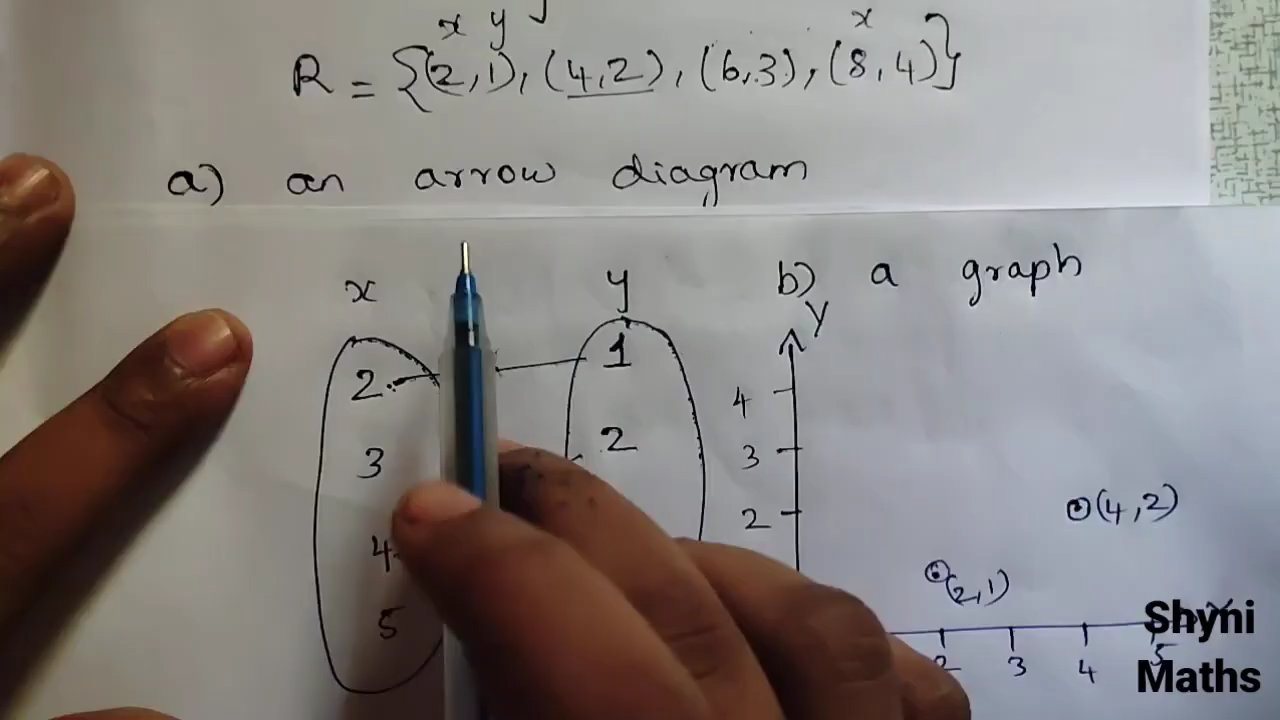 x y x
R = {(2,1), (4,2), (6,3), (8,4)}
a) an arrow diagram
x y
2 1
3 2
4
5
b) a graph
Y
4
3
2
(4,2)
(2,1)
2 3 4 5
Shyni
Maths